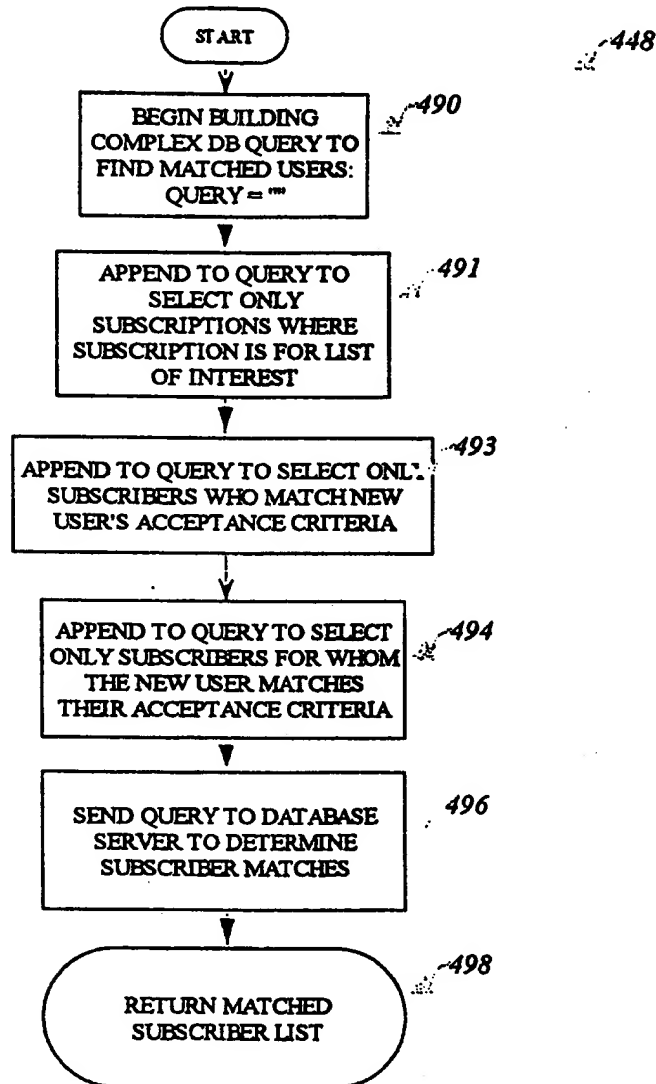 START
448
490
BEGIN BUILDING
COMPLEX DB QUERY TO
FIND MATCHED USERS:
QUERY = ""
491
APPEND TO QUERY TO
SELECT ONLY
SUBSCRIPTIONS WHERE
SUBSCRIPTION IS FOR LIST
OF INTEREST
493
APPEND TO QUERY TO SELECT ONLY
SUBSCRIBERS WHO MATCH NEW
USER'S ACCEPTANCE CRITERIA
494
APPEND TO QUERY TO SELECT
ONLY SUBSCRIBERS FOR WHOM
THE NEW USER MATCHES
THEIR ACCEPTANCE CRITERIA
496
SEND QUERY TO DATABASE
SERVER TO DETERMINE
SUBSCRIBER MATCHES
498
RETURN MATCHED
SUBSCRIBER LIST